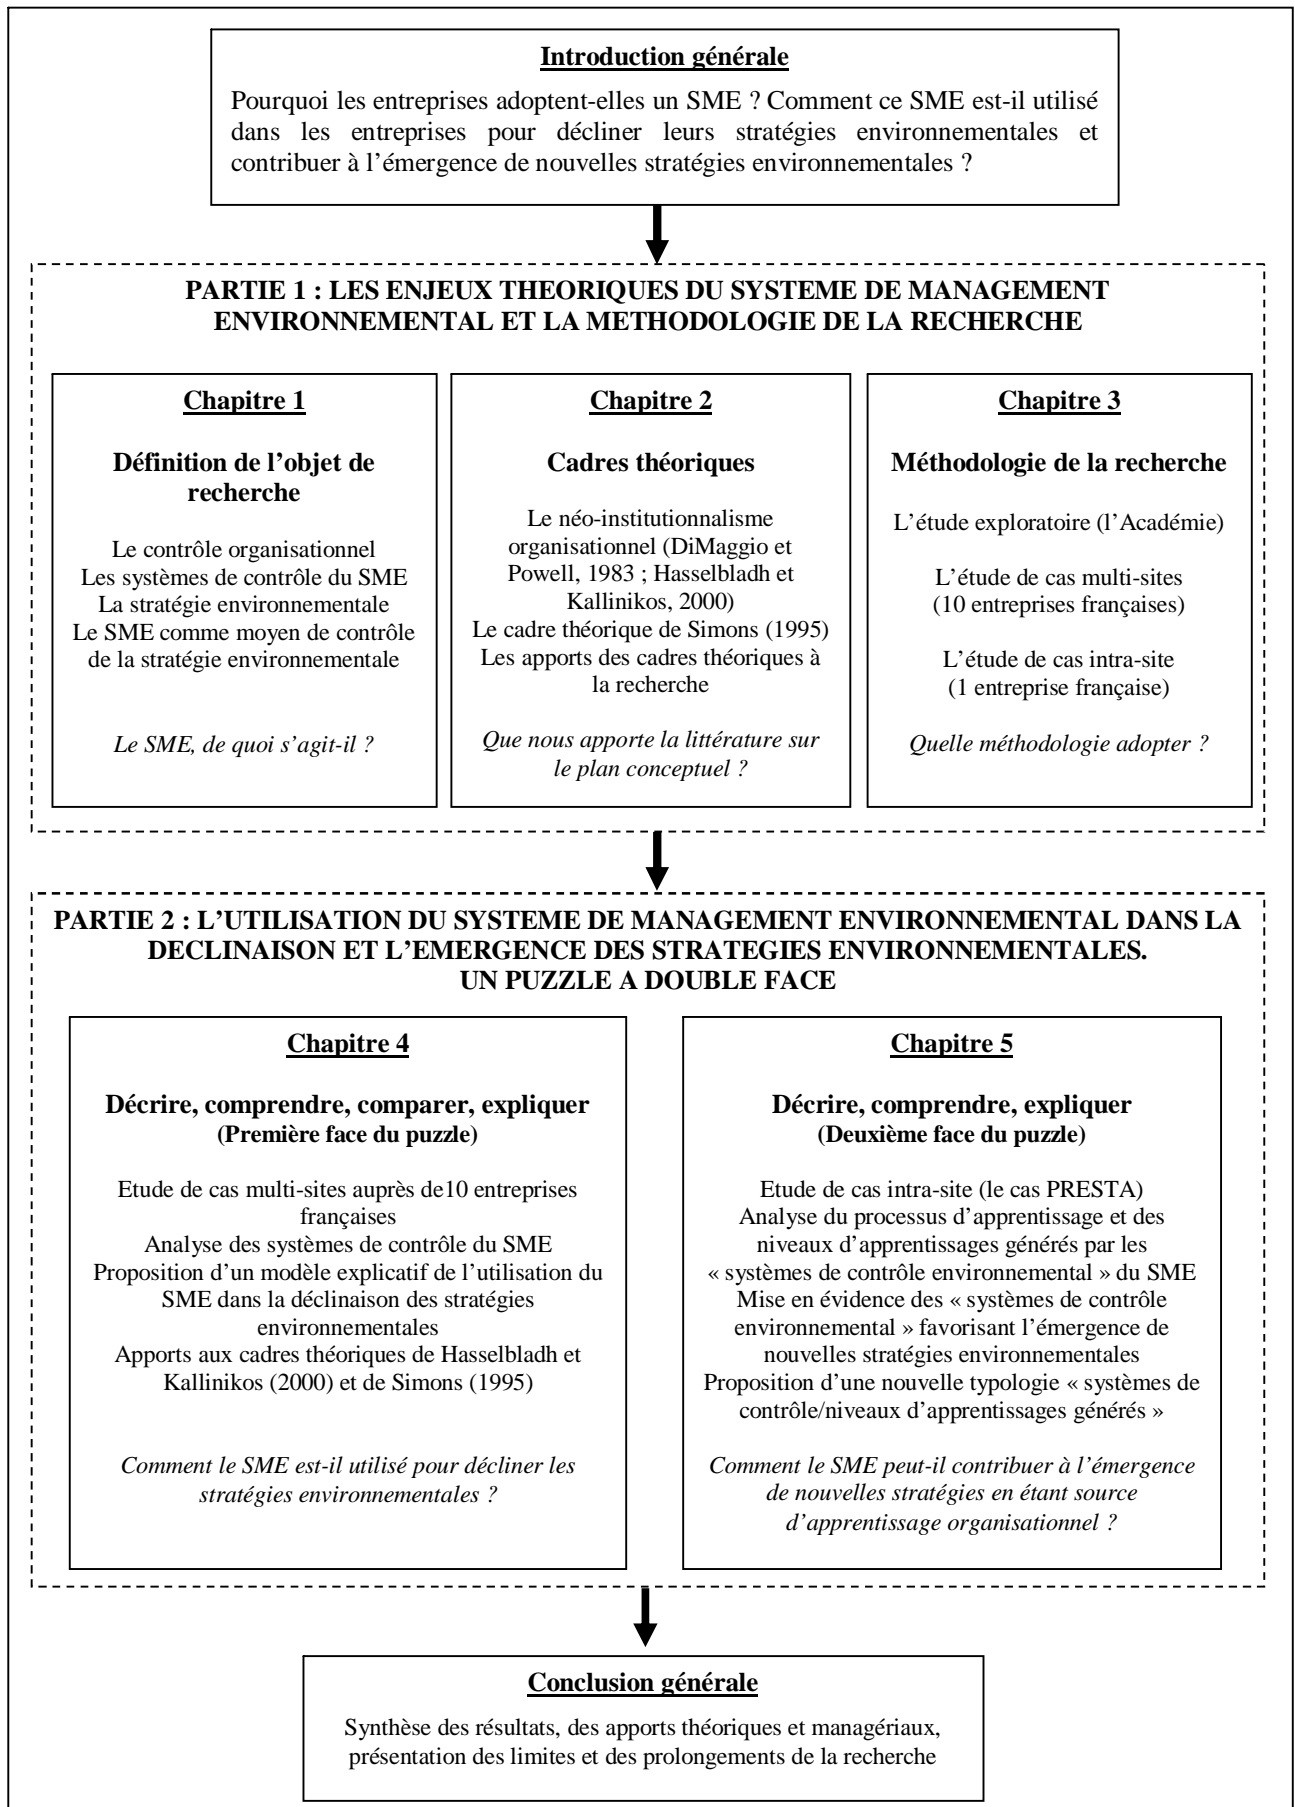 Introduction générale
Pourquoi les entreprises adoptent-elles un SME ? Comment ce SME est-il utilisé
dans les entreprises pour décliner leurs stratégies environnementales et
contribuer à l’émergence de nouvelles stratégies environnementales ?
PARTIE 1 : LES ENJEUX THEORIQUES DU SYSTEME DE MANAGEMENT
ENVIRONNEMENTAL ET LA METHODOLOGIE DE LA RECHERCHE
Chapitre 1
Définition de l’objet de
recherche
Le contrôle organisationnel
Les systèmes de contrôle du SME
La stratégie environnementale
Le SME comme moyen de contrôle
de la stratégie environnementale
Le SME, de quoi s’agit-il ?
Chapitre 2
Cadres théoriques
Le néo-institutionnalisme
organisationnel (DiMaggio et
Powell, 1983 ; Hasselbladh et
Kallinikos, 2000)
Le cadre théorique de Simons (1995)
Les apports des cadres théoriques à
la recherche
Que nous apporte la littérature sur
le plan conceptuel ?
Chapitre 3
Méthodologie de la recherche
L’étude exploratoire (l’Académie)
L’étude de cas multi-sites
(10 entreprises françaises)
L’étude de cas intra-site
(1 entreprise française)
Quelle méthodologie adopter ?
PARTIE 2 : L’UTILISATION DU SYSTEME DE MANAGEMENT ENVIRONNEMENTAL DANS LA
DECLINAISON ET L’EMERGENCE DES STRATEGIES ENVIRONNEMENTALES.
UN PUZZLE A DOUBLE FACE
Chapitre 4
Décrire, comprendre, comparer, expliquer
(Première face du puzzle)
Etude de cas multi-sites auprès de10 entreprises
françaises
Analyse des systèmes de contrôle du SME
Proposition d’un modèle explicatif de l’utilisation du
SME dans la déclinaison des stratégies
environnementales
Apports aux cadres théoriques de Hasselbladh et
Kallinikos (2000) et de Simons (1995)
Comment le SME est-il utilisé pour décliner les
stratégies environnementales ?
Chapitre 5
Décrire, comprendre, expliquer
(Deuxième face du puzzle)
Etude de cas intra-site (le cas PRESTA)
Analyse du processus d’apprentissage et des
niveaux d’apprentissages générés par les
« systèmes de contrôle environnemental » du SME
Mise en évidence des « systèmes de contrôle
environnemental » favorisant l’émergence de
nouvelles stratégies environnementales
Proposition d’une nouvelle typologie « systèmes de
contrôle/niveaux d’apprentissages générés »
Comment le SME peut-il contribuer à l’émergence
de nouvelles stratégies en étant source
d’apprentissage organisationnel ?
Conclusion générale
Synthèse des résultats, des apports théoriques et managériaux,
présentation des limites et des prolongements de la recherche